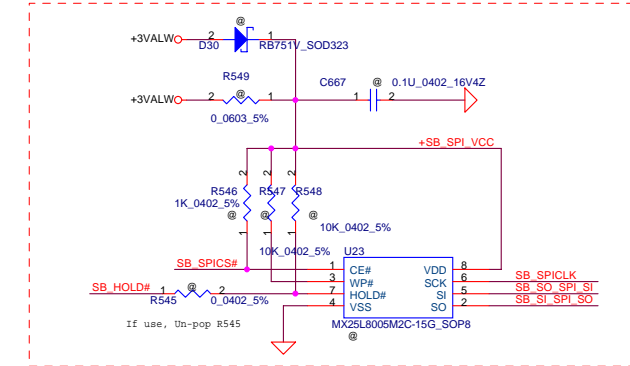 @
+3VALW 2 1
D30 RB751V_SOD323
R549
+3VALW 2 @ 1
0_0603_5%
C667 @ 0.1U_0402_16V4Z
1 2
+SB_SPI_VCC
2 2 2
R546 R547 R548
1K_0402_5%
@ @ @
10K_0402_5%
1 1 1
10K_0402_5% U23
SB_SPICS# 1 CE# VDD 8
3 WP# SCK 6 SB_SPICLK
SB_HOLD# 1 @ 2 7 HOLD# SI 5 SB_SO_SPI_SI
R545 0_0402_5% 4 VSS SO 2 SB_SI_SPI_SO
If use, Un-pop R545
MX25L8005M2C-15G_SOP8
@